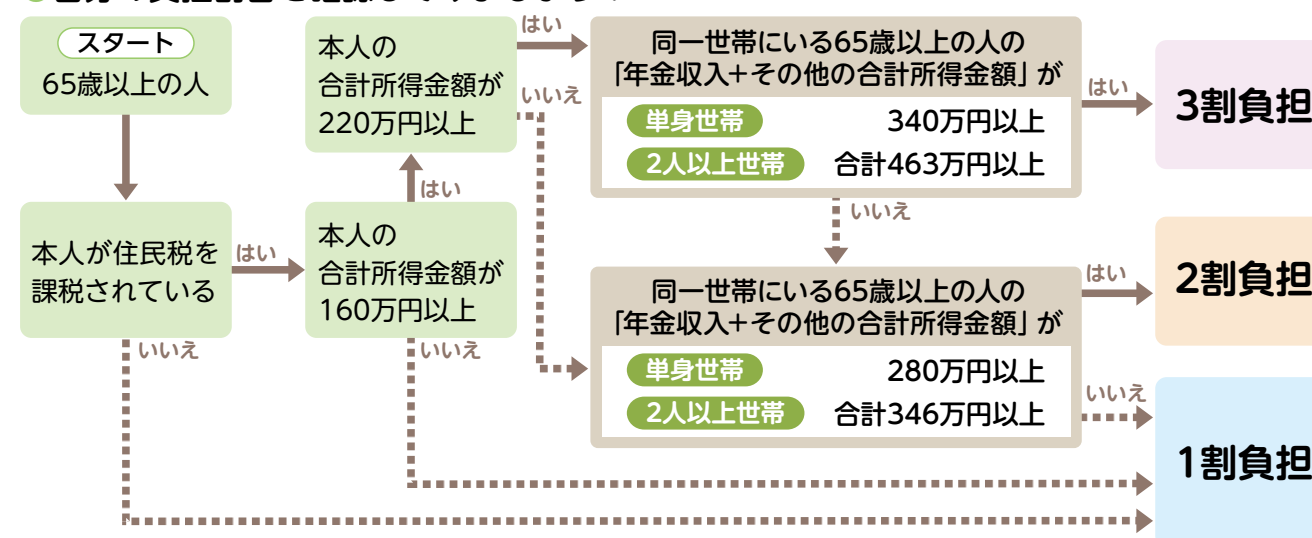 スタート
65歳以上の人
本人が住民税を
課税されている
はい
いいえ
本人の
合計所得金額が
160万円以上
はい
いいえ
本人の
合計所得金額が
220万円以上
はい
いいえ
同一世帯にいる65歳以上の人の
「年金収入+その他の合計所得金額」が
単身世帯 340万円以上
2人以上世帯 合計463万円以上
はい
いいえ
同一世帯にいる65歳以上の人の
「年金収入+その他の合計所得金額」が
単身世帯 280万円以上
2人以上世帯 合計346万円以上
はい
いいえ
3割負担
2割負担
1割負担